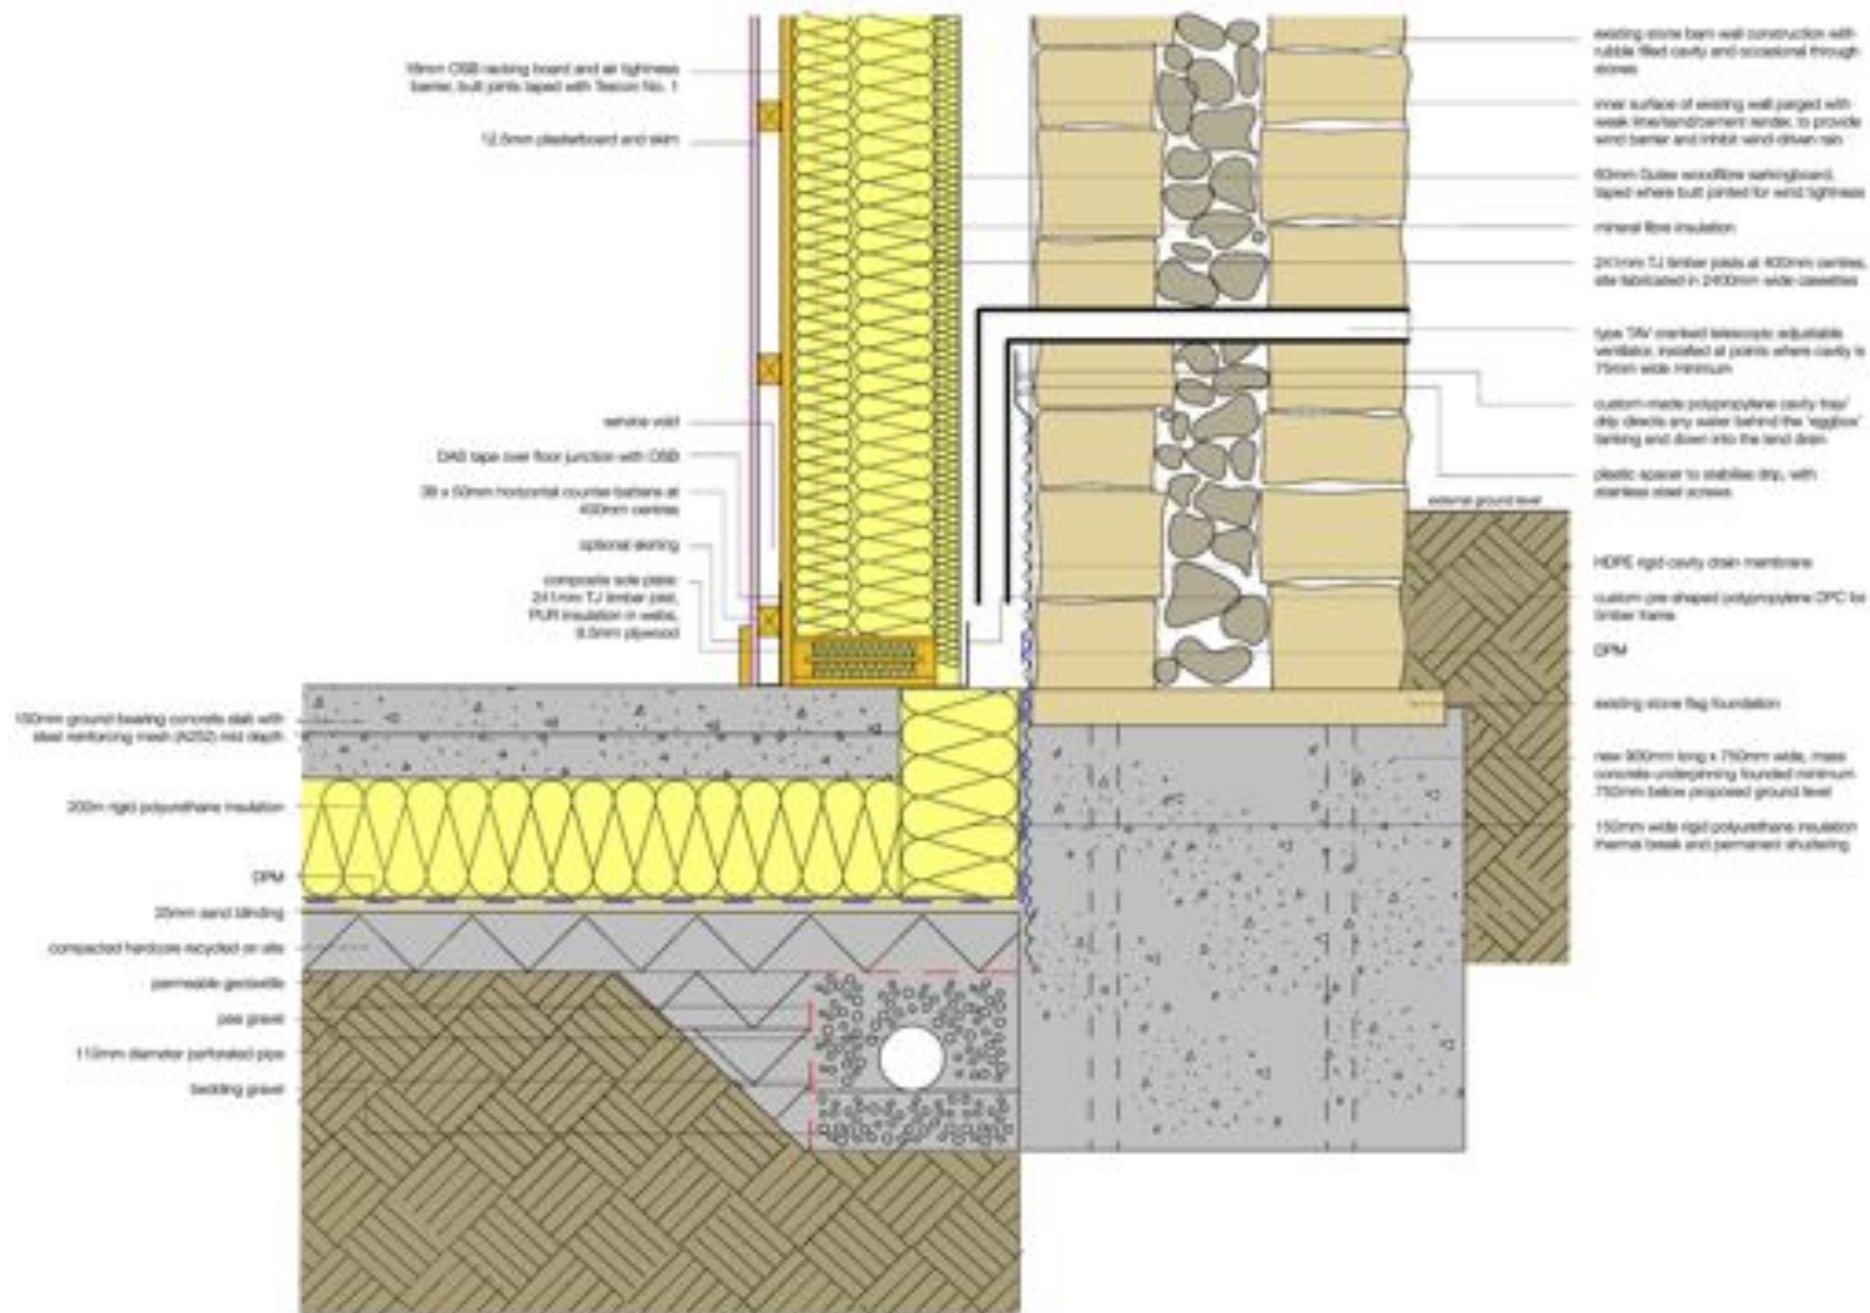 18mm OSB racking board and air tightness
barrier, butt joints taped with Tescon No. 1
12.5mm plasterboard and skim
service void
DAS tape over floor junction with OSB
38 x 50mm horizontal counter-battens at
400mm centres
optional skirting
composite sole plate:
241mm TJ timber joist,
PUR insulation in webs,
9.5mm plywood
150mm ground bearing concrete slab with
steel reinforcing mesh (A252) mid depth
200m rigid polyurethane insulation
DPM
25mm sand blinding
compacted hardcore recycled on site
permeable geotextile
pea gravel
110mm diameter perforated pipe
bedding gravel
existing stone barn wall construction with
rubble filled cavity and occasional through
stones
inner surface of existing wall parged with
weak lime/sand/cement render, to provide
wind barrier and inhibit wind-driven rain
60mm Gutex woodfibre sarkingboard,
taped where butt jointed for wind tightness
mineral fibre insulation
241mm TJ timber joists at 400mm centres,
site fabricated in 2400mm wide cassettes
type TAV cranked telescopic adjustable
ventilator, installed at points where cavity is
75mm wide minimum
custom-made polypropylene cavity tray/
drip directs any water behind the 'eggbox'
tanking and down into the land drain
plastic spacer to stabilise drip, with
stainless steel screws
external ground level
HDPE rigid cavity drain membrane
custom pre-shaped polypropylene DPC for
timber frame
DPM
existing stone flag foundation
new 900mm long x 750mm wide, mass
concrete underpinning founded minimum
750mm below proposed ground level
150mm wide rigid polyurethane insulation
thermal break and permanent shuttering